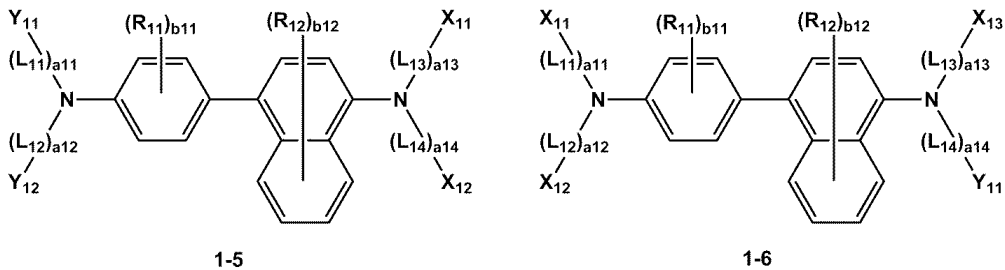 Y11 (R11)b11 (R12)b12 X11 X11 (R11)b11 (R12)b12 X13
(L11)a11 (L13)a13 (L11)a11 (L13)a13
N N N N
(L12)a12 (L14)a14 (L12)a12 (L14)a14
Y12 X12 X12 Y11
1-5 1-6